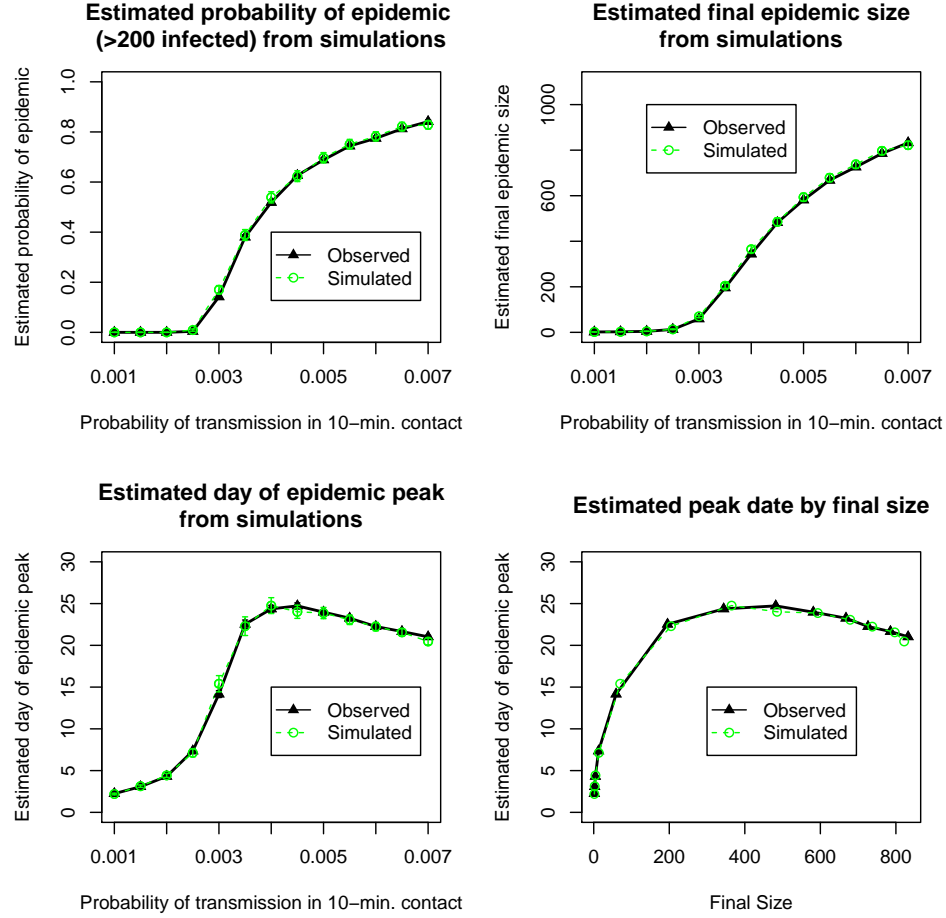 Estimated probability of epidemic
(>200 infected) from simulations
Estimated probability of epidemic
1.0
0.8
0.6
0.4
0.2
0.0
Observed
Simulated
0.001 0.003 0.005 0.007
Probability of transmission in 10−min. contact
Estimated final epidemic size
from simulations
Estimated final epidemic size
1000
600
200
0
Observed
Simulated
0.001 0.003 0.005 0.007
Probability of transmission in 10−min. contact
Estimated day of epidemic peak
from simulations
Estimated day of epidemic peak
30
25
20
15
10
5
0
Observed
Simulated
0.001 0.003 0.005 0.007
Probability of transmission in 10−min. contact
Estimated peak date by final size
Estimated day of epidemic peak
30
25
20
15
10
5
0
Observed
Simulated
0 200 400 600 800
Final Size